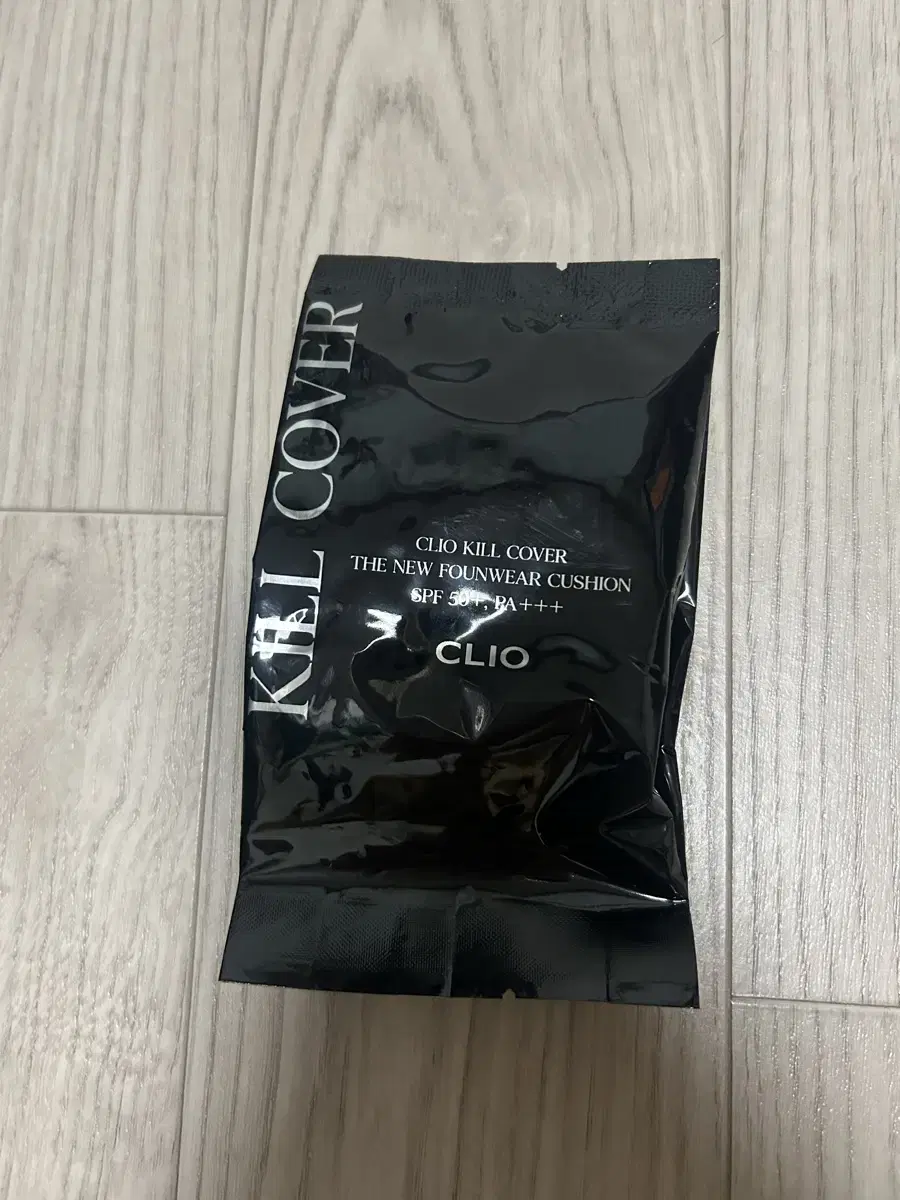 KILL COVER
CLIO KILL COVER
THE NEW FOUNWEAR CUSHION
SPF 50+, PA+++
CLIO